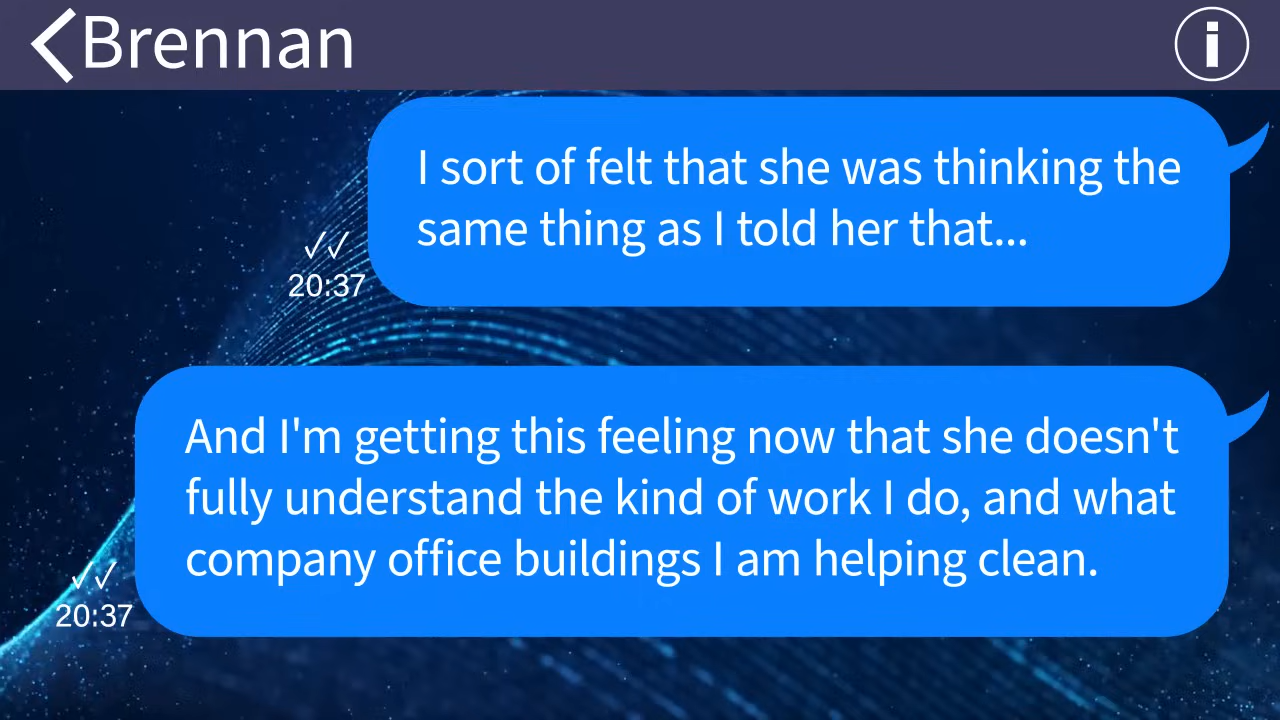 Brennan
I sort of felt that she was thinking the
same thing as I told her that...
✓✓
20:37
And I'm getting this feeling now that she doesn't
fully understand the kind of work I do, and what
company office buildings I am helping clean.
✓✓
20:37